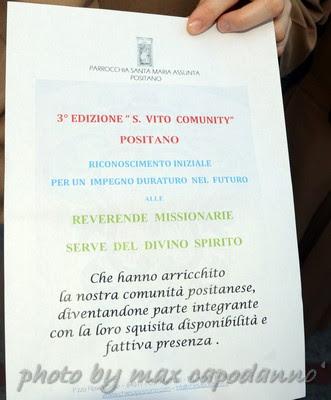 PARROCCHIA SANTA MARIA ASSUNTA
POSITANO
3° EDIZIONE " S. VITO COMUNITY"
POSITANO
RICONOSCIMENTO INIZIALE
PER UN IMPEGNO DURATURO NEL FUTURO
ALLE
REVERENDE MISSIONARIE
SERVE DEL DIVINO SPIRITO
Che hanno arricchito
la nostra comunità positanese,
diventandone parte integrante
con la loro squisita disponibilità e
fattiva presenza .
photo by max capodanno